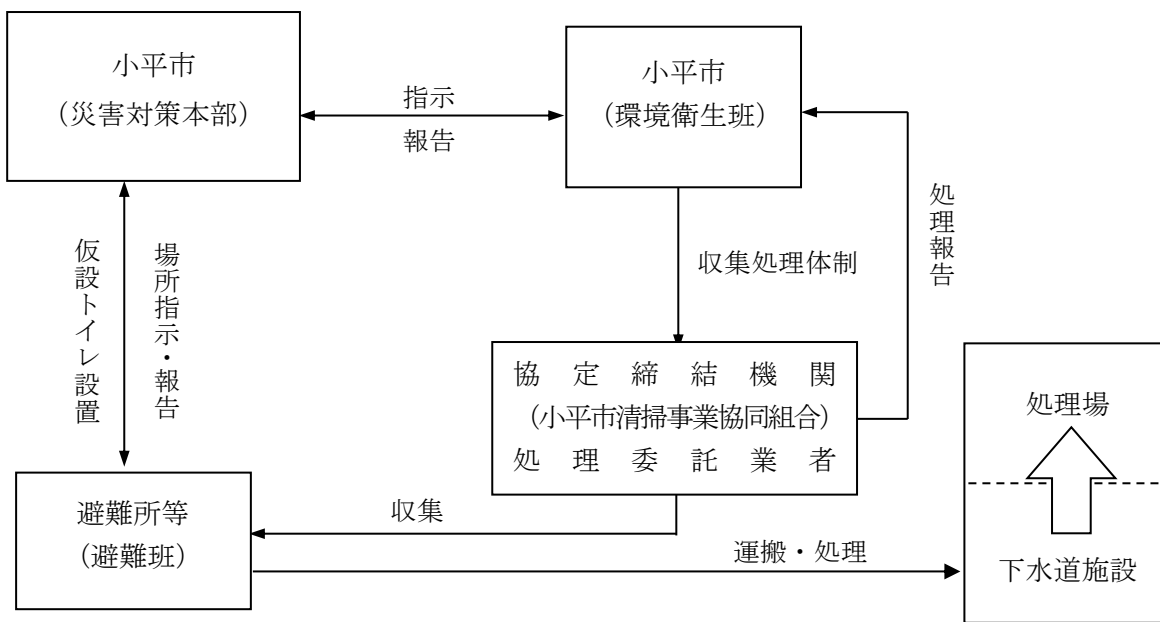 小平市
（災害対策本部）
指示
報告
小平市
（環境衛生班）
仮設トイレ設置
場所指示・報告
収集処理体制
処理報告
協定締結機関
（小平市清掃事業協同組合）
処理委託業者
処理場
下水道施設
避難所等
（避難班）
収集
運搬・処理